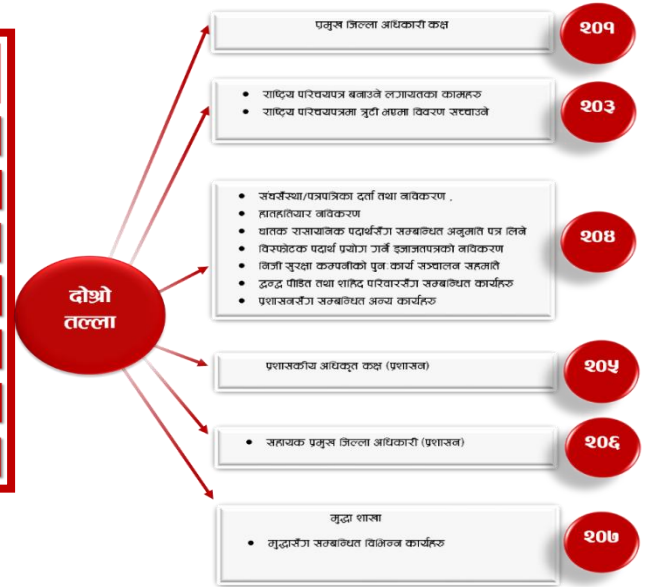 प्रमुख जिल्ला अधिकारी कक्ष
२०१
• राष्ट्रिय परिचयपत्र बनाउने लगायतका कामहरु
• राष्ट्रिय परिचयपत्रमा त्रुटी भएमा विवरण सच्चाउने
२०३
• संघसँस्था/पत्रपत्रिका दर्ता तथा नविकरण .
• हातहतियार नविकरण
• घातक रासायनिक पदार्थसँग सम्बन्धित अनुमति पत्र लिने
• विस्फोटक पदार्थ प्रयोग गर्ने इजाजतपत्रको नविकरण
• निजी सुरक्षा कम्पनीको पुन:कार्य सञ्चालन सहमति
• द्वन्द्व पीडित तथा शहिद परिवारसँग सम्बन्धित कार्यहरु
• प्रशासनसँग सम्बन्धित अन्य कार्यहरु
२०४
दोश्रो
तल्ला
प्रशासकीय अधिकृत कक्ष (प्रशासन)
२०५
• सहायक प्रमुख जिल्ला अधिकारी (प्रशासन)
२०६
मुद्धा शाखा
• मुद्धासँग सम्बन्धित विभिन्न कार्यहरु
२०७